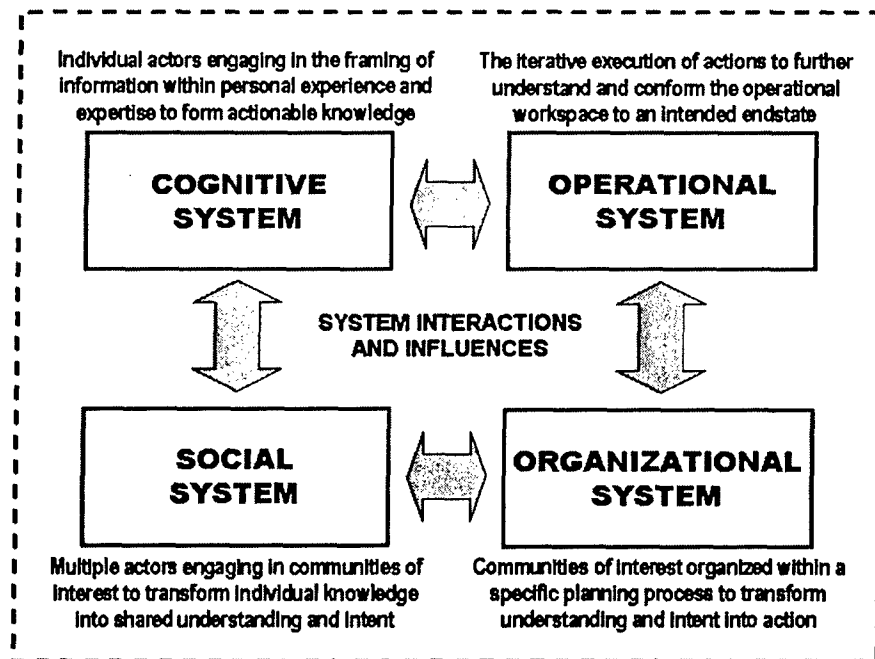 Individual actors engaging in the framing of
information within personal experience and
expertise to form actionable knowledge
The iterative execution of actions to further
understand and conform the operational
workspace to an intended endstate
COGNITIVE
SYSTEM
OPERATIONAL
SYSTEM
SYSTEM INTERACTIONS
AND INFLUENCES
SOCIAL
SYSTEM
ORGANIZATIONAL
SYSTEM
Multiple actors engaging in communities of
interest to transform individual knowledge
into shared understanding and intent
Communities of interest organized within a
specific planning process to transform
understanding and intent into action